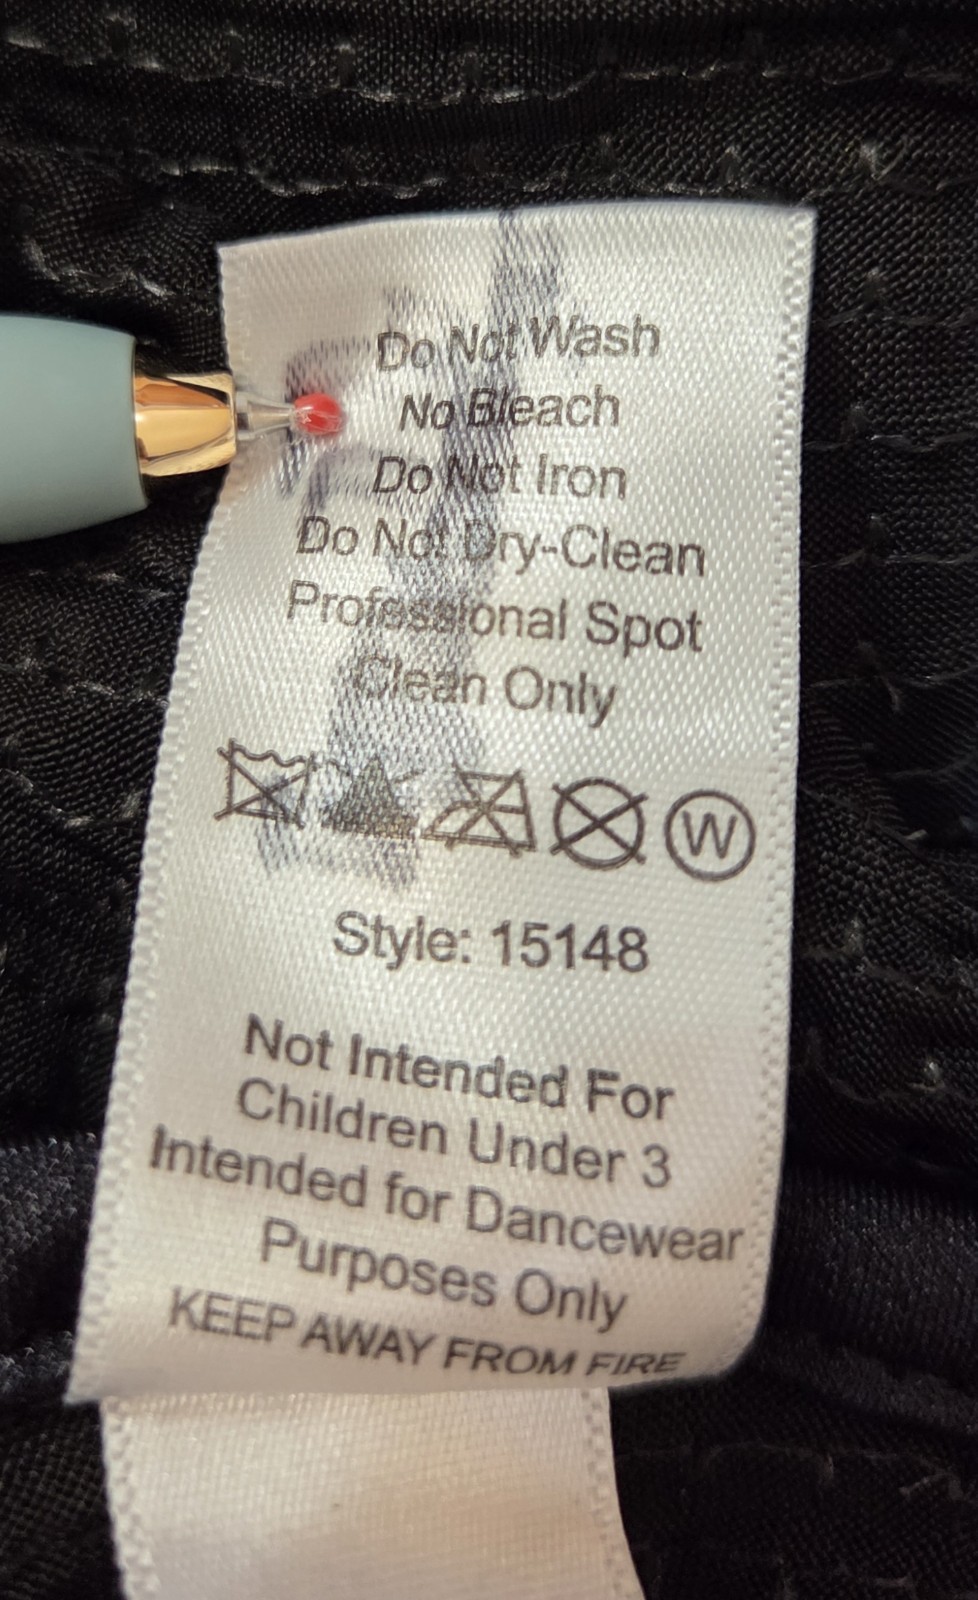 Do Not Wash
No Bleach
Do Not Iron
Do Not Dry-Clean
Professional Spot
Clean Only
W
Style: 15148
Not Intended For
Children Under 3
Intended for Dancewear
Purposes Only
KEEP AWAY FROM FIRE